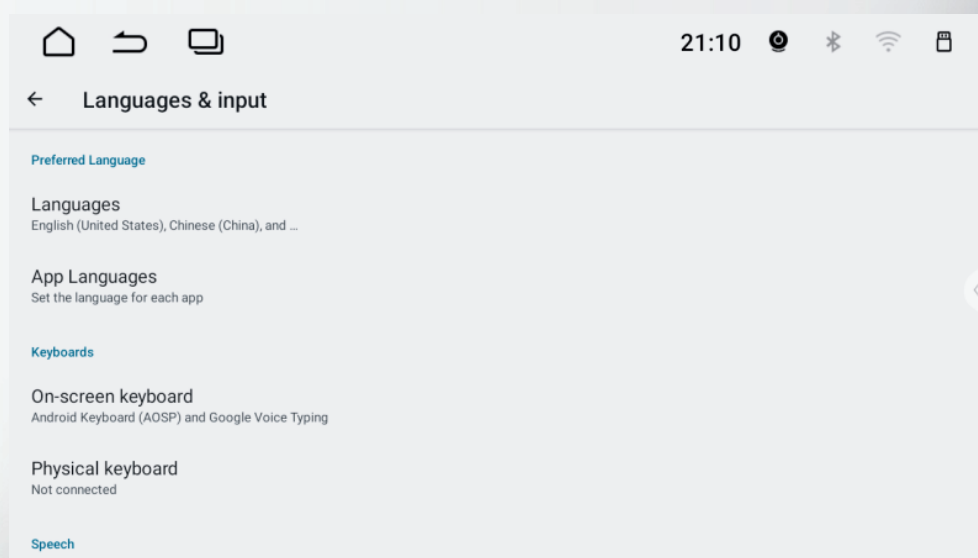 21:10
Languages & input
Preferred Language
Languages
English (United States), Chinese (China), and ...
App Languages
Set the language for each app
Keyboards
On-screen keyboard
Android Keyboard (AOSP) and Google Voice Typing
Physical keyboard
Not connected
Speech